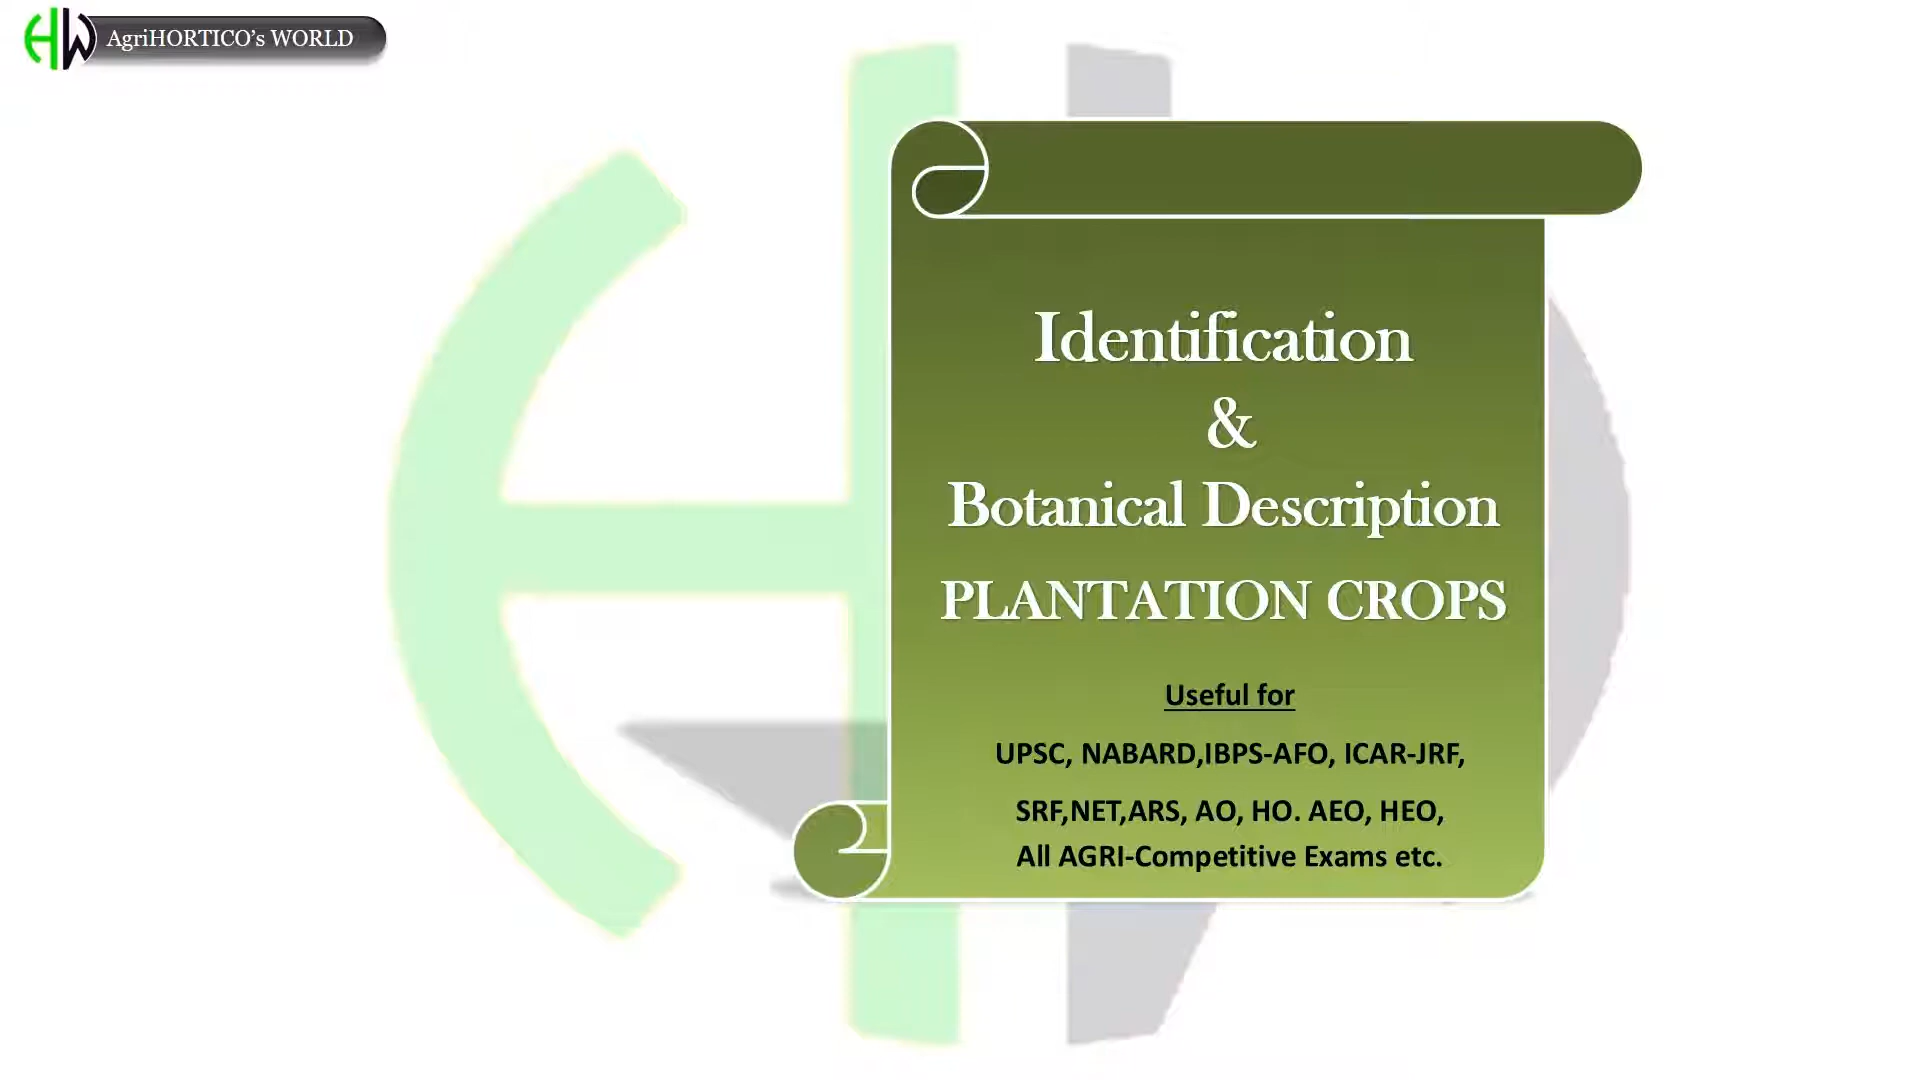 HW AgriHORTICO's WORLD
Identification
&
Botanical Description
PLANTATION CROPS
Useful for
UPSC, NABARD,IBPS-AFO, ICAR-JRF,
SRF,NET,ARS, AO, HO. AEO, HEO,
All AGRI-Competitive Exams etc.